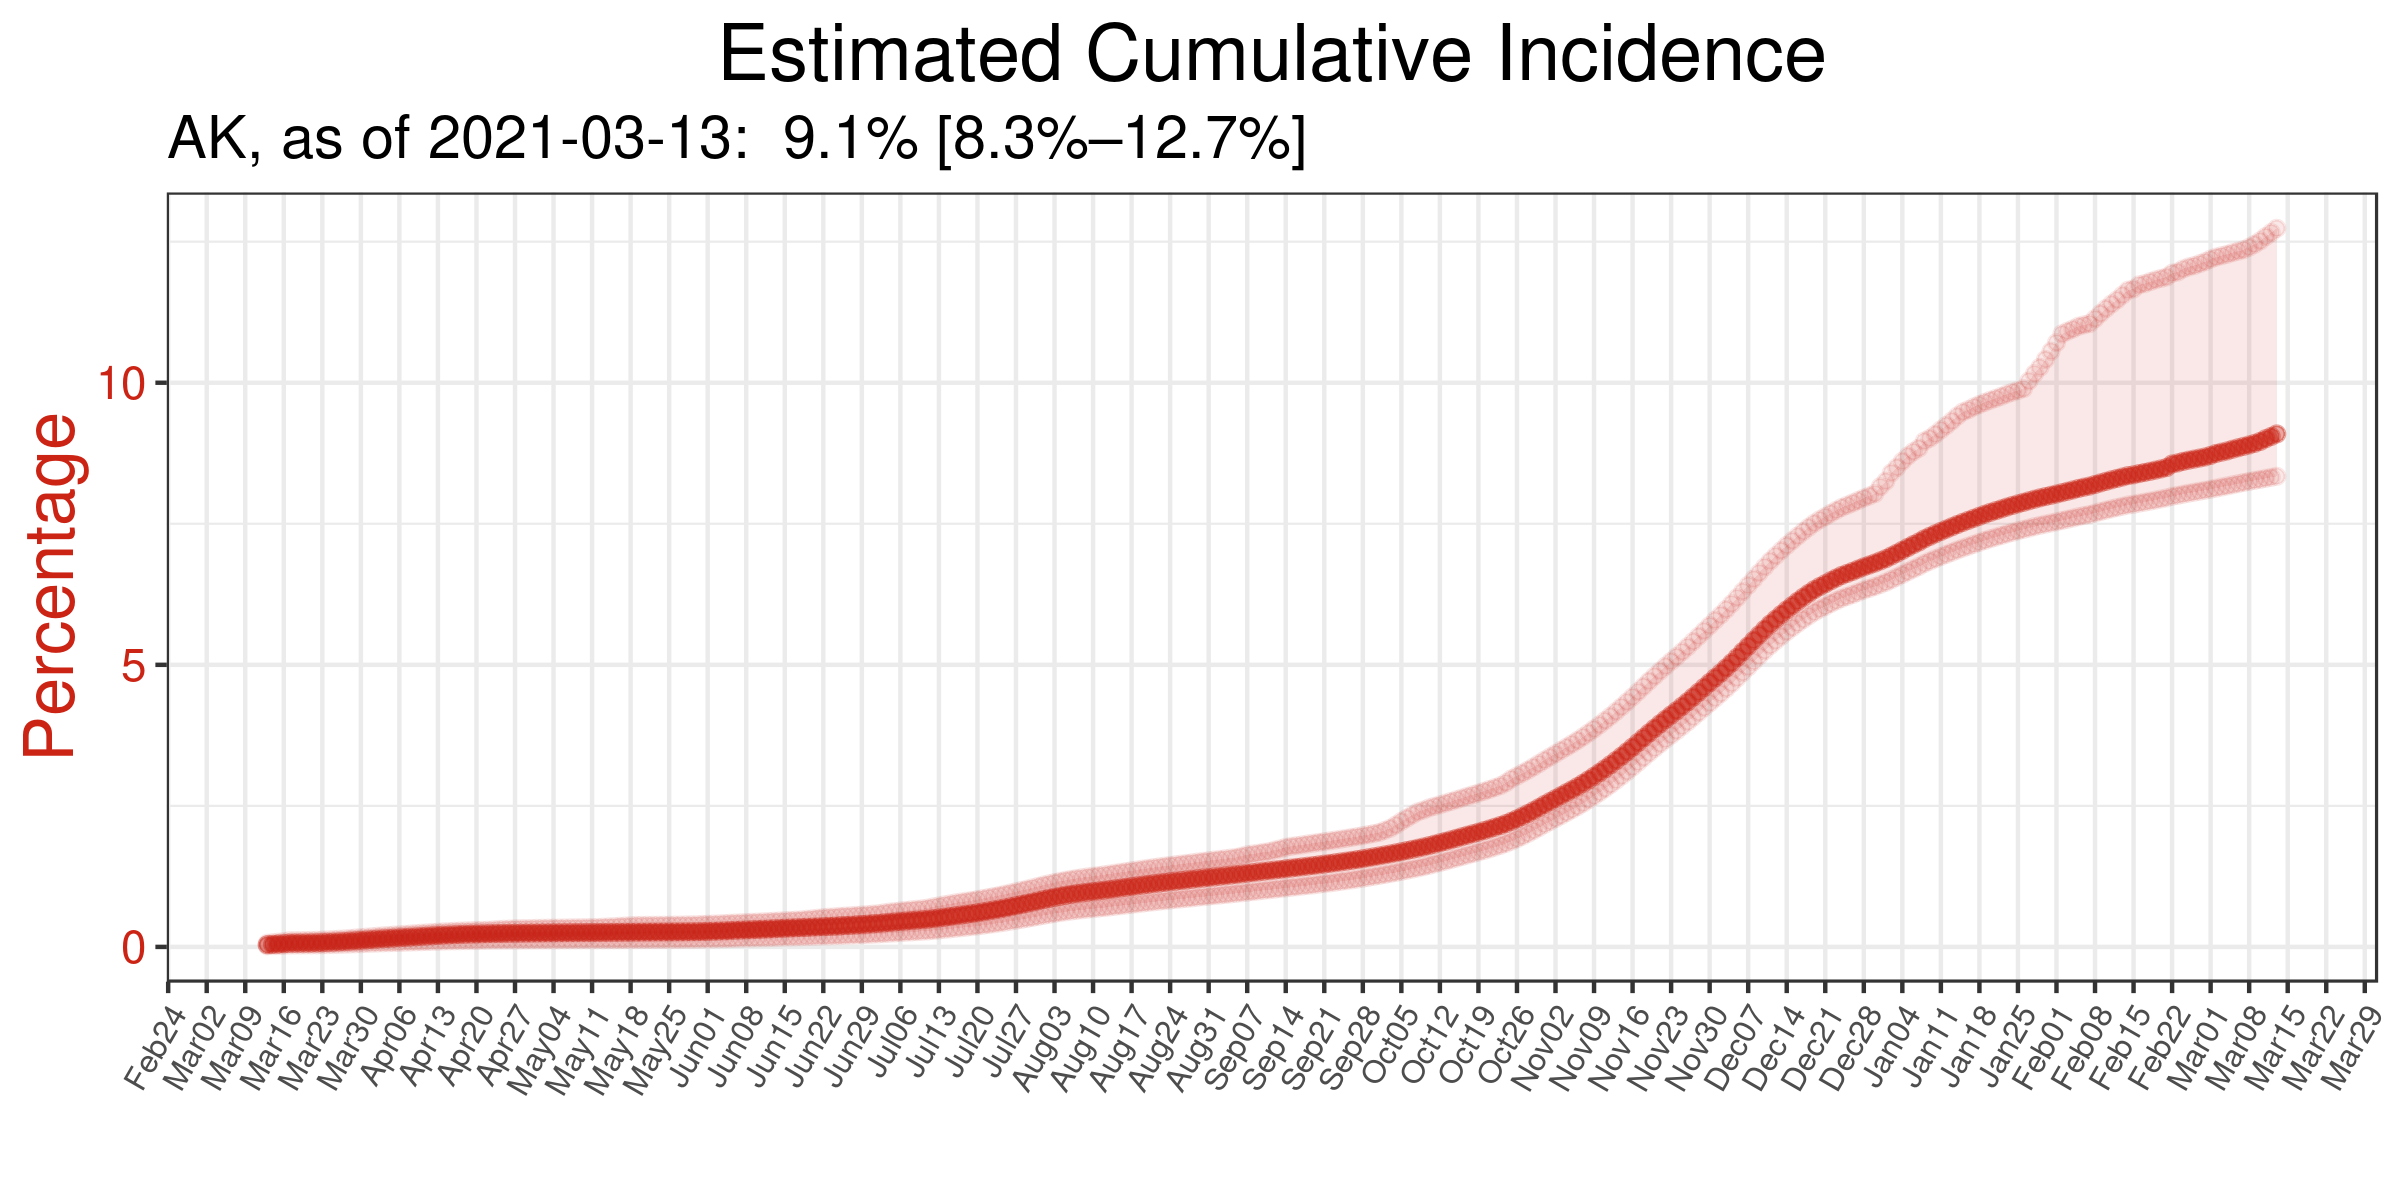 Estimated Cumulative Incidence
AK, as of 2021-03-13:  9.1% [8.3%–12.7%]
Percentage
10
5
0
Feb24
Mar02
Mar09
Mar16
Mar23
Mar30
Apr06
Apr13
Apr20
Apr27
May04
May11
May18
May25
Jun01
Jun08
Jun15
Jun22
Jun29
Jul06
Jul13
Jul20
Jul27
Aug03
Aug10
Aug17
Aug24
Aug31
Sep07
Sep14
Sep21
Sep28
Oct05
Oct12
Oct19
Oct26
Nov02
Nov09
Nov16
Nov23
Nov30
Dec07
Dec14
Dec21
Dec28
Jan04
Jan11
Jan18
Jan25
Feb01
Feb08
Feb15
Feb22
Mar01
Mar08
Mar15
Mar22
Mar29